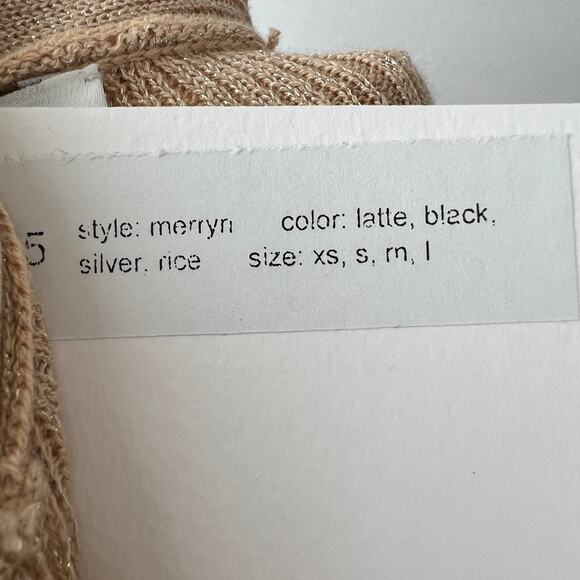 5
style: merryn color: latte, black,
silver, rice size: xs, s, m, l